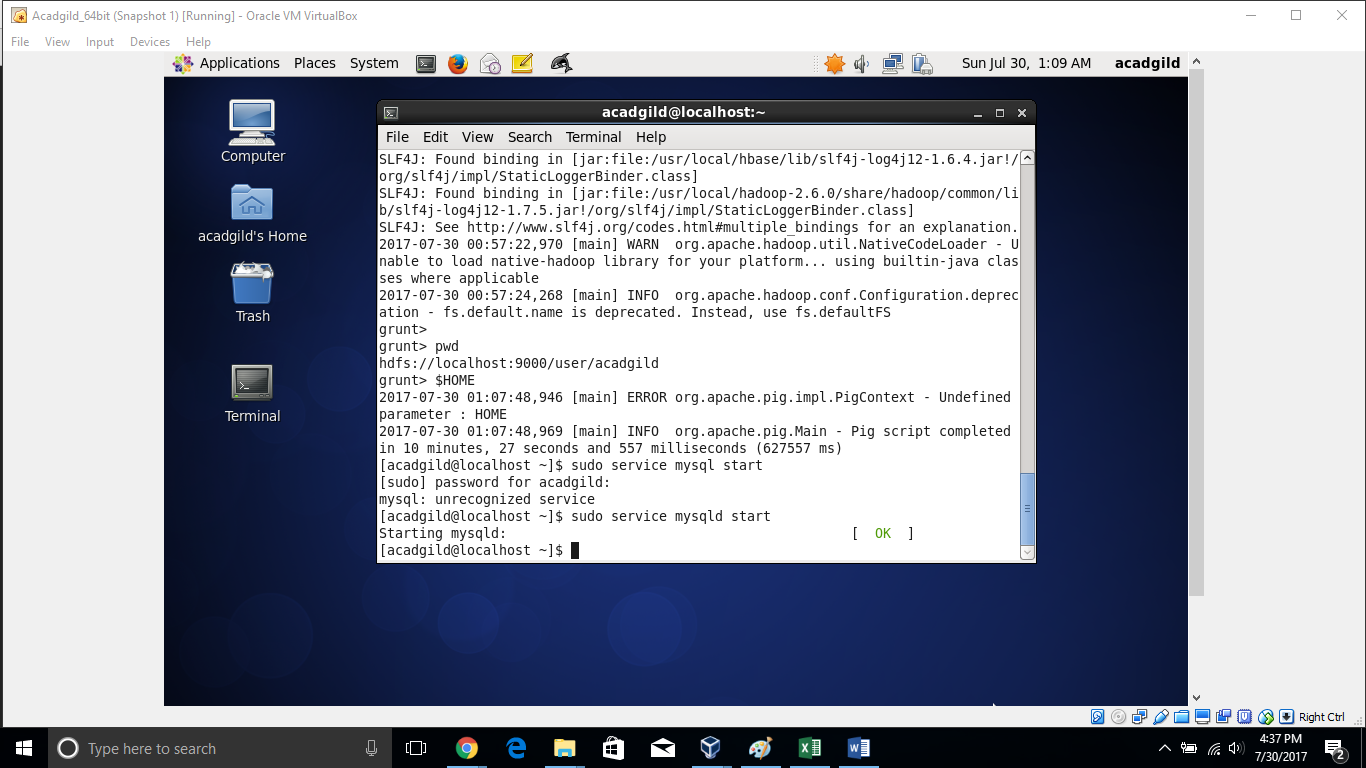 Acadgild_64bit (Snapshot 1) [Running] - Oracle VM VirtualBox
File View Input Devices Help
Applications Places System Sun Jul 30, 1:09 AM acadgild
Computer
acadgild's Home
Trash
Terminal
acadgild@localhost:~
File Edit View Search Terminal Help
SLF4J: Found binding in [jar:file:/usr/local/hbase/lib/slf4j-log4j12-1.6.4.jar!/
org/slf4j/impl/StaticLoggerBinder.class]
SLF4J: Found binding in [jar:file:/usr/local/hadoop-2.6.0/share/hadoop/common/li
b/slf4j-log4j12-1.7.5.jar!/org/slf4j/impl/StaticLoggerBinder.class]
SLF4J: See http://www.slf4j.org/codes.html#multiple_bindings for an explanation.
2017-07-30 00:57:22,970 [main] WARN  org.apache.hadoop.util.NativeCodeLoader - U
nable to load native-hadoop library for your platform... using builtin-java clas
ses where applicable
2017-07-30 00:57:24,268 [main] INFO  org.apache.hadoop.conf.Configuration.deprec
ation - fs.default.name is deprecated. Instead, use fs.defaultFS
grunt>
grunt> pwd
hdfs://localhost:9000/user/acadgild
grunt> $HOME
2017-07-30 01:07:48,946 [main] ERROR org.apache.pig.impl.PigContext - Undefined
parameter : HOME
2017-07-30 01:07:48,969 [main] INFO  org.apache.pig.Main - Pig script completed
in 10 minutes, 27 seconds and 557 milliseconds (627557 ms)
[acadgild@localhost ~]$ sudo service mysql start
[sudo] password for acadgild:
mysql: unrecognized service
[acadgild@localhost ~]$ sudo service mysqld start
Starting mysqld: [  OK  ]
[acadgild@localhost ~]$
Right Ctrl
Type here to search
4:37 PM
7/30/2017
2